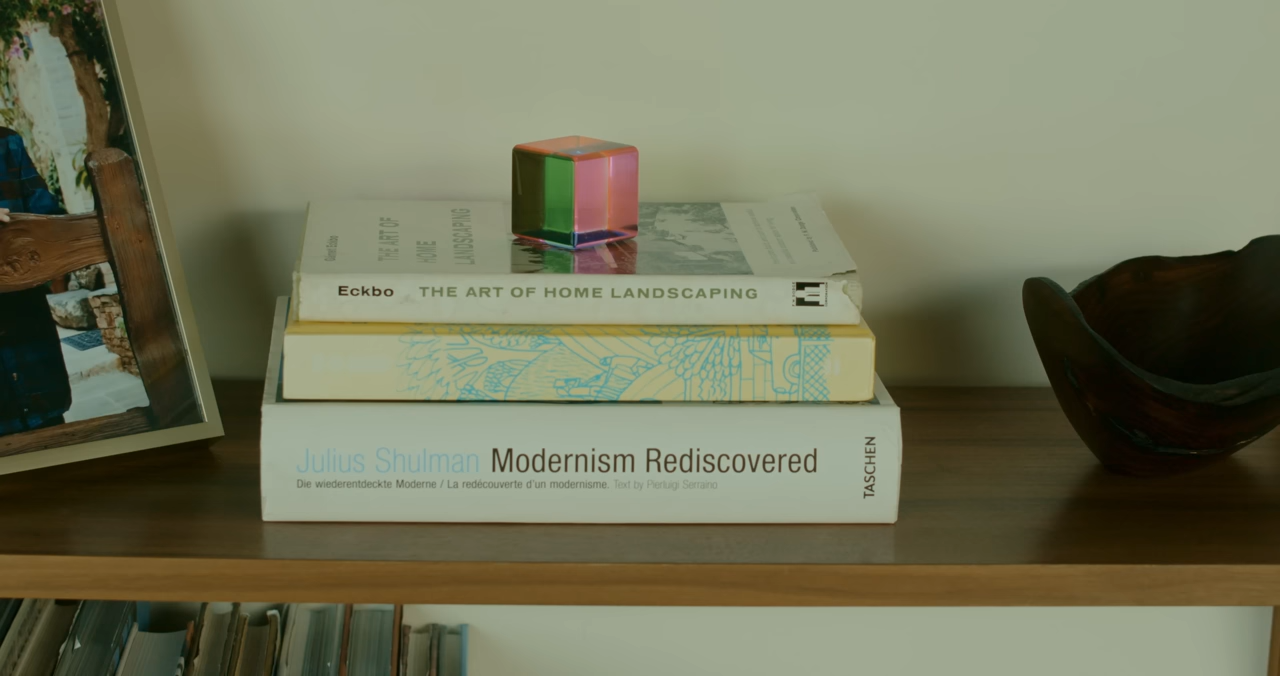 THE ART OF
HOME
LANDSCAPING
Eckbo THE ART OF HOME LANDSCAPING
Julius Shulman Modernism Rediscovered
Die wiederentdeckte Moderne / La redécouverte d'un modernisme. Text by Pierluigi Serraino
TASCHEN